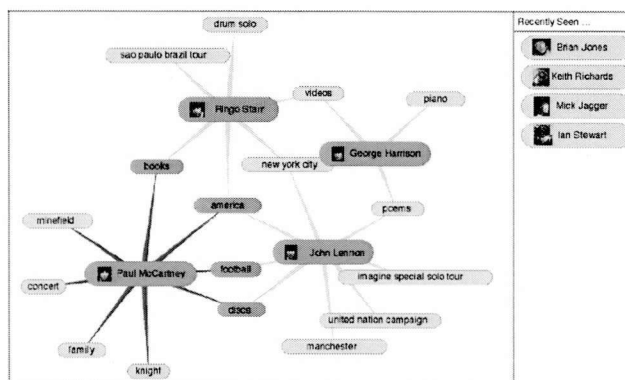 drum solo
Recently Seen ...
sao paulo brazil tour
Brian Jones
Keith Richards
videos
piano
Ringo Starr
Mick Jagger
Ian Stewart
George Harrison
books
new york city
america
poems
minefield
John Lennon
Paul McCartney
football
imagine special solo tour
concert
discs
united nation campaign
family
manchester
knight